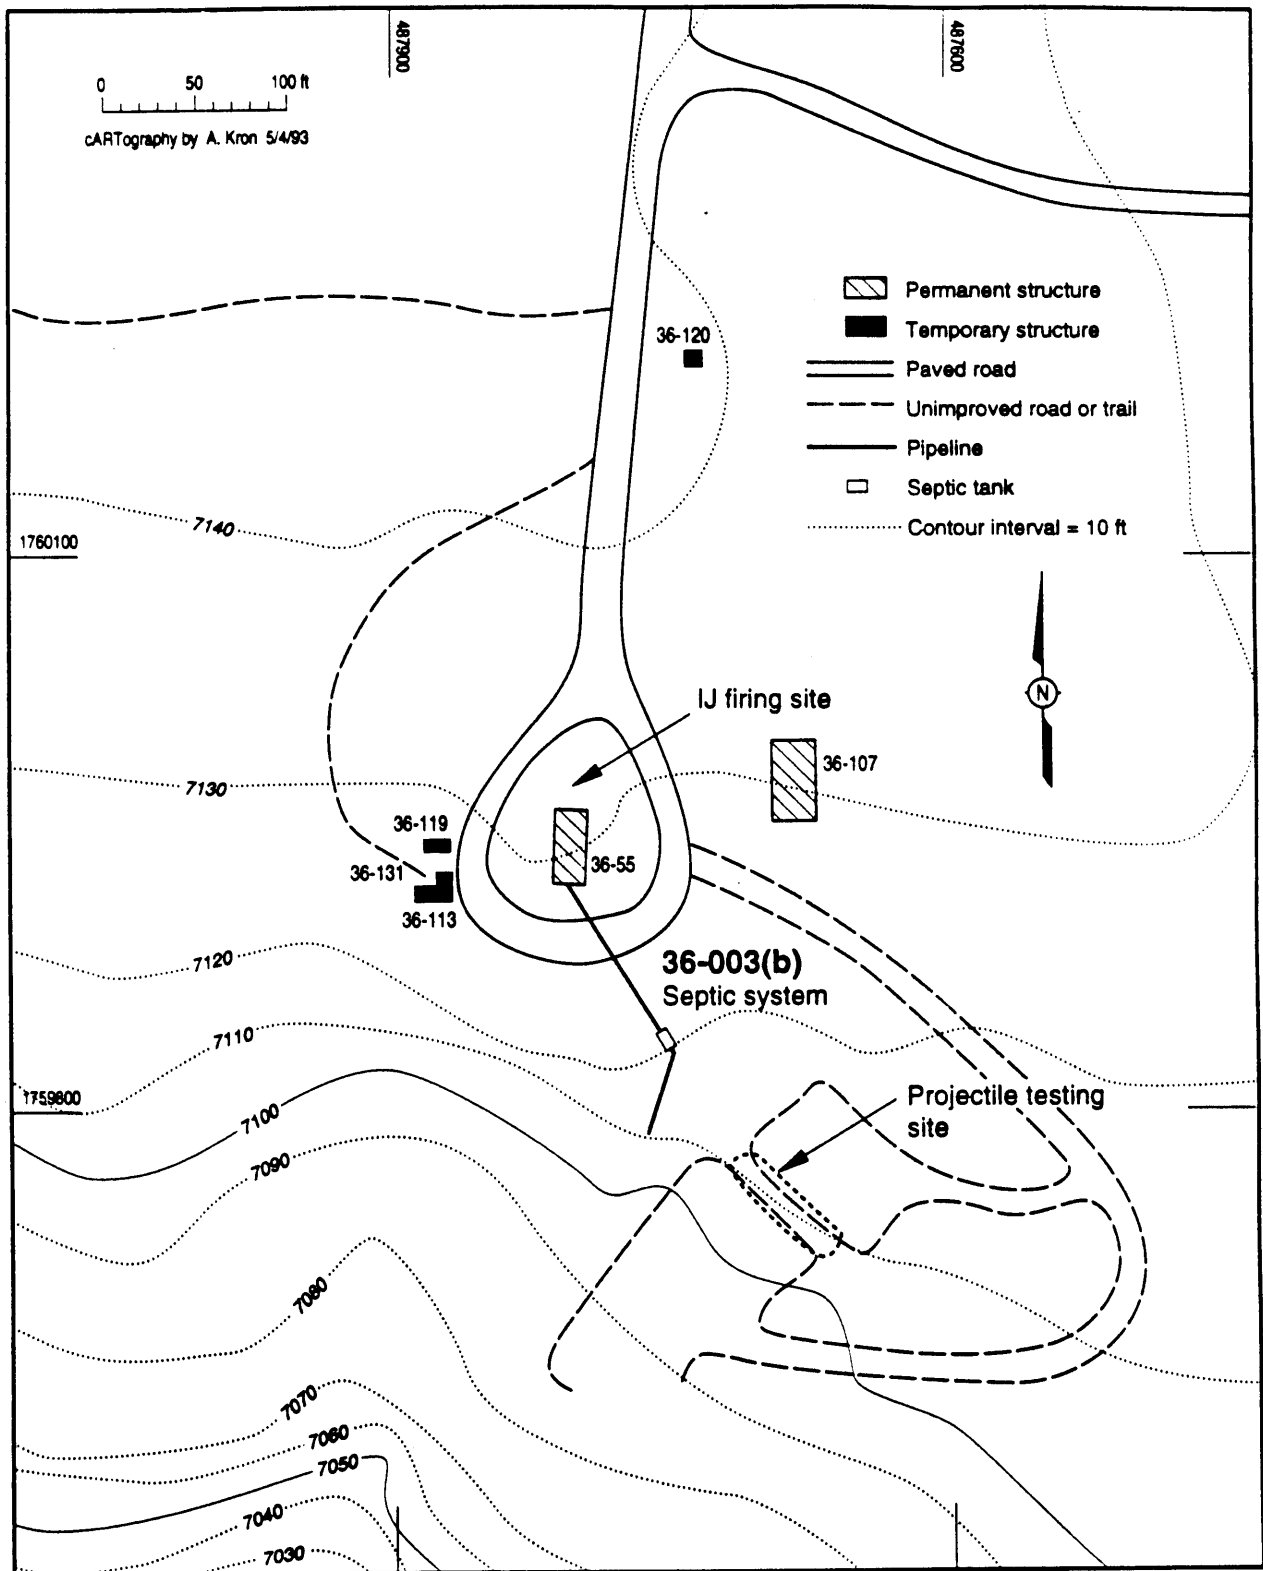 487900
487600
0 50 100 ft
cARTography by A. Kron 5/4/93
Permanent structure
Temporary structure
36-120
Paved road
Unimproved road or trail
Pipeline
Septic tank
7140
Contour interval = 10 ft
1760100
N
IJ firing site
36-107
7130
36-119
36-55
36-131
36-113
36-003(b)
7120
Septic system
7110
1759800
Projectile testing
site
7100
7090
7080
7070
7060
7050
7040
7030